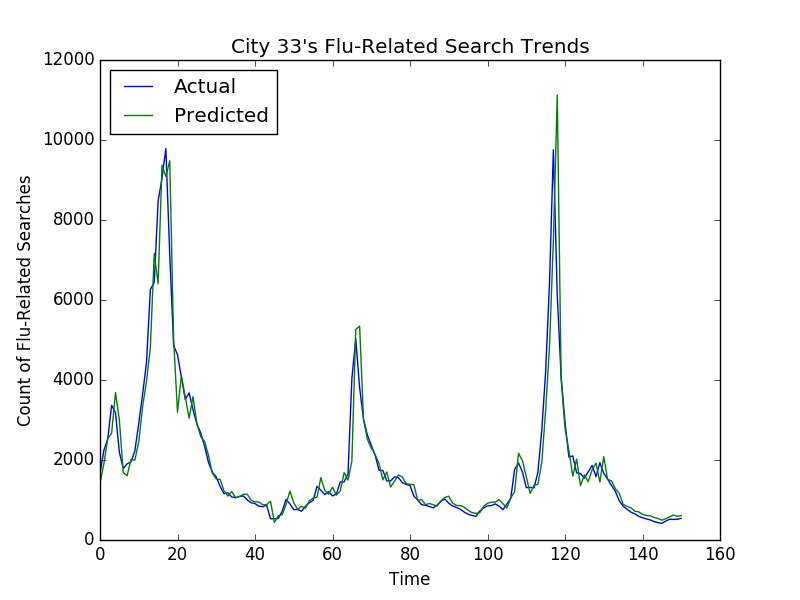 City 33's Flu-Related Search Trends
Actual
Predicted
Count of Flu-Related Searches
12000
10000
8000
6000
4000
2000
0
0 20 40 60 80 100 120 140 160
Time